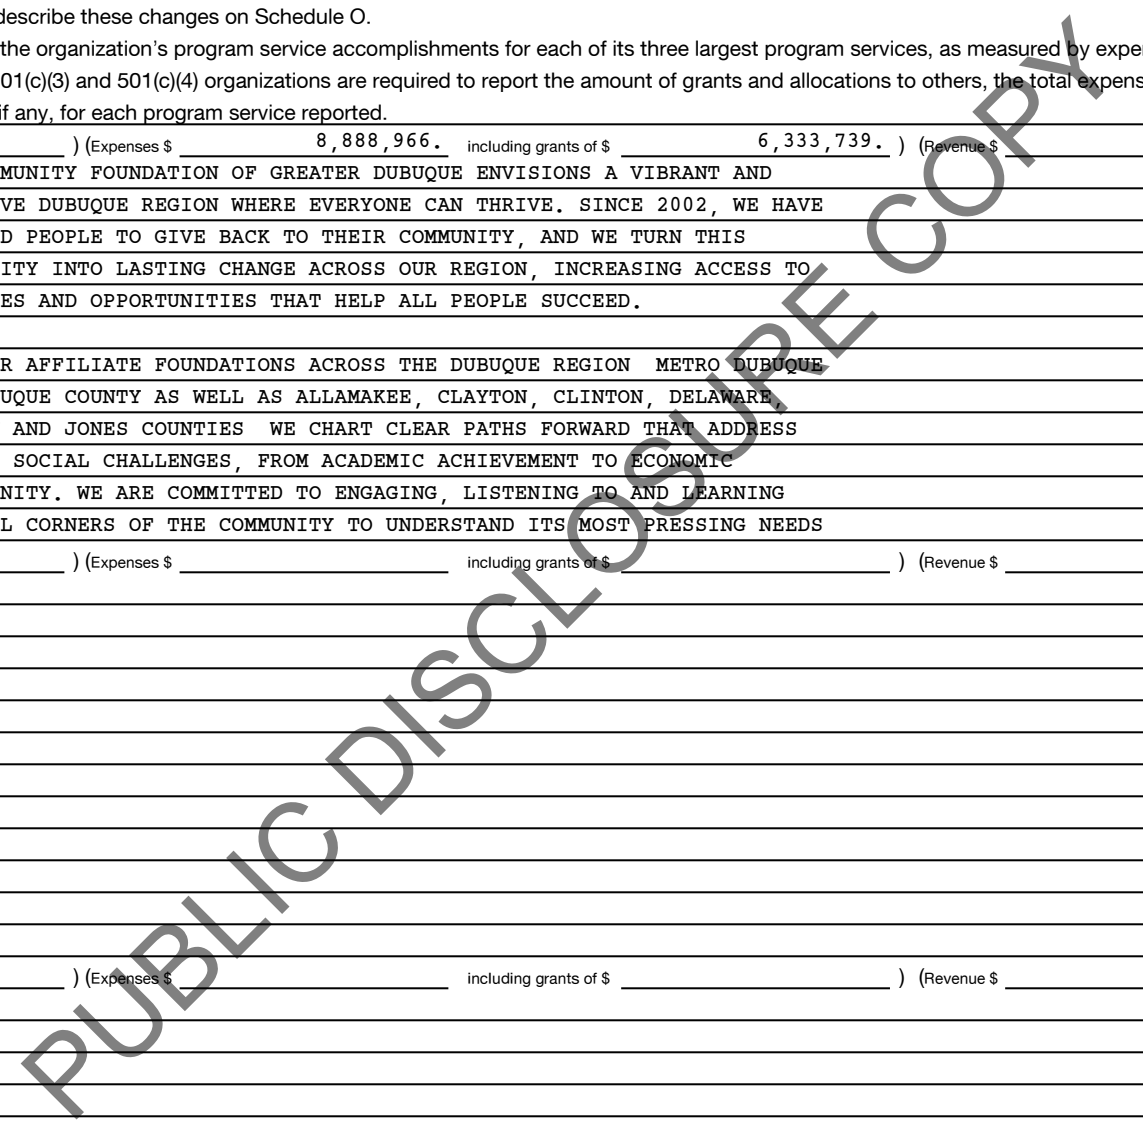 describe these changes on Schedule O.
the organization's program service accomplishments for each of its three largest program services, as measured by expe
01(c)(3) and 501(c)(4) organizations are required to report the amount of grants and allocations to others, the total expens
if any, for each program service reported.
) (Expenses $ 8,888,966. including grants of $ 6,333,739. ) (Revenue $
MUNITY FOUNDATION OF GREATER DUBUQUE ENVISIONS A VIBRANT AND
VE DUBUQUE REGION WHERE EVERYONE CAN THRIVE. SINCE 2002, WE HAVE
D PEOPLE TO GIVE BACK TO THEIR COMMUNITY, AND WE TURN THIS
ITY INTO LASTING CHANGE ACROSS OUR REGION, INCREASING ACCESS TO
ES AND OPPORTUNITIES THAT HELP ALL PEOPLE SUCCEED.
R AFFILIATE FOUNDATIONS ACROSS THE DUBUQUE REGION METRO DUBUQUE
UQUE COUNTY AS WELL AS ALLAMAKEE, CLAYTON, CLINTON, DELAWARE,
AND JONES COUNTIES WE CHART CLEAR PATHS FORWARD THAT ADDRESS
SOCIAL CHALLENGES, FROM ACADEMIC ACHIEVEMENT TO ECONOMIC
NITY. WE ARE COMMITTED TO ENGAGING, LISTENING TO AND LEARNING
L CORNERS OF THE COMMUNITY TO UNDERSTAND ITS MOST PRESSING NEEDS
) (Expenses $ including grants of $ ) (Revenue $
) (Expenses $ including grants of $ ) (Revenue $
PUBLIC DISCLOSURE COPY